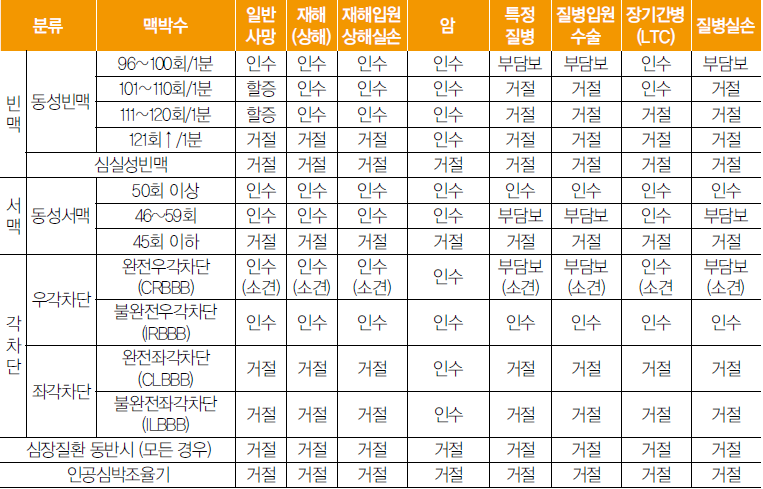 분류 맥박수 일반사망 재해(상해) 재해입원상해실손 암 특정질병 질병입원수술 장기간병(LTC) 질병실손
빈맥 동성빈맥 96~100회/1분 인수 인수 인수 인수 부담보 부담보 인수 부담보
101~110회/1분 할증 인수 인수 인수 거절 거절 인수 거절
111~120회/1분 할증 인수 인수 인수 거절 거절 거절 거절
121회↑/1분 거절 거절 거절 인수 거절 거절 거절 거절
심실성빈맥 거절 거절 거절 거절 거절 거절 거절 거절
서맥 동성서맥 50회 이상 인수 인수 인수 인수 인수 인수 인수 인수
46~59회 인수 인수 인수 인수 부담보 부담보 인수 부담보
45회 이하 거절 거절 거절 거절 거절 거절 거절 거절
각차단 우각차단 완전우각차단(CRBBB) 인수(소견) 인수(소견) 인수(소견) 인수 부담보(소견) 부담보(소견) 인수(소견 부담보(소견)
불완전우각차단(IRBBB) 인수 인수 인수 인수 인수 인수 인수 인수
좌각차단 완전좌각차단(CLBBB) 거절 거절 거절 인수 거절 거절 거절 거절
불완전좌각차단(ILBBB) 거절 거절 거절 인수 거절 거절 거절 거절
심장질환 동반시 (모든 경우) 거절 거절 거절 거절 거절 거절 거절 거절
인공심박조율기 거절 거절 거절 거절 거절 거절 거절 거절